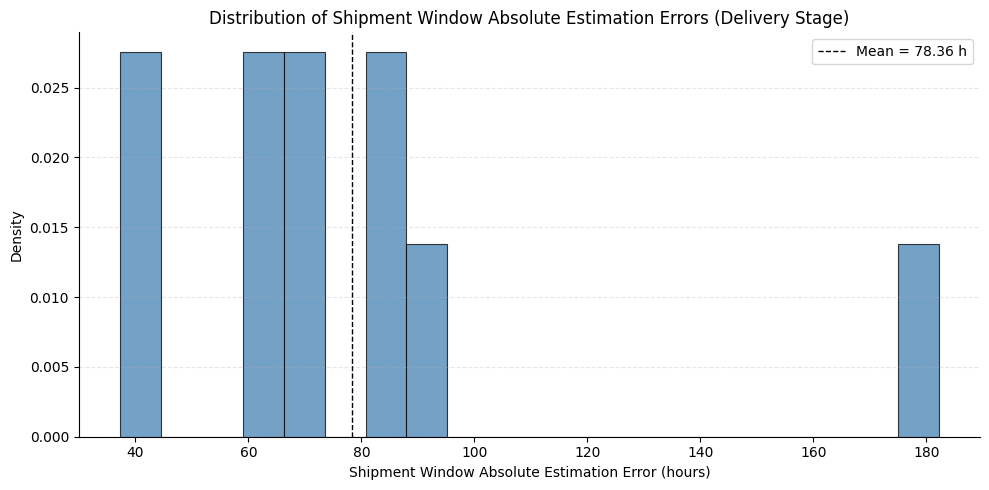 Distribution of Shipment Window Absolute Estimation Errors (Delivery Stage)
Mean = 78.36 h
0.025
0.020
0.015
0.010
0.005
0.000
Density
40 60 80 100 120 140 160 180
Shipment Window Absolute Estimation Error (hours)